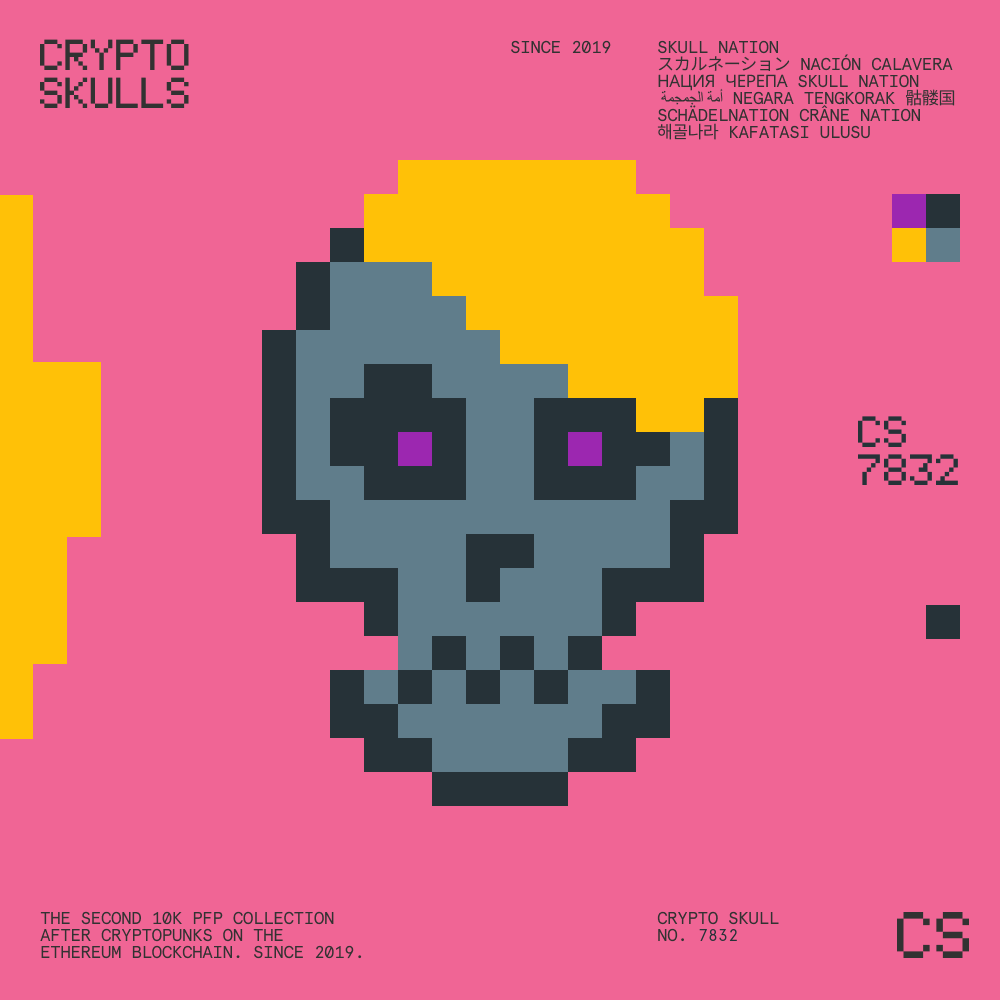 CRYPTO
SKULLS
SINCE 2019
SKULL NATION
スカルネーション NACIÓN CALAVERA
НАЦИЯ ЧЕРЕПА SKULL NATION
أمة الجمجمة NEGARA TENGKORAK 骷髅国
SCHÄDELNATION CRÂNE NATION
해골나라 KAFATASI ULUSU
CS
7832
THE SECOND 10K PFP COLLECTION
AFTER CRYPTOPUNKS ON THE
ETHEREUM BLOCKCHAIN. SINCE 2019.
CRYPTO SKULL
NO. 7832
CS